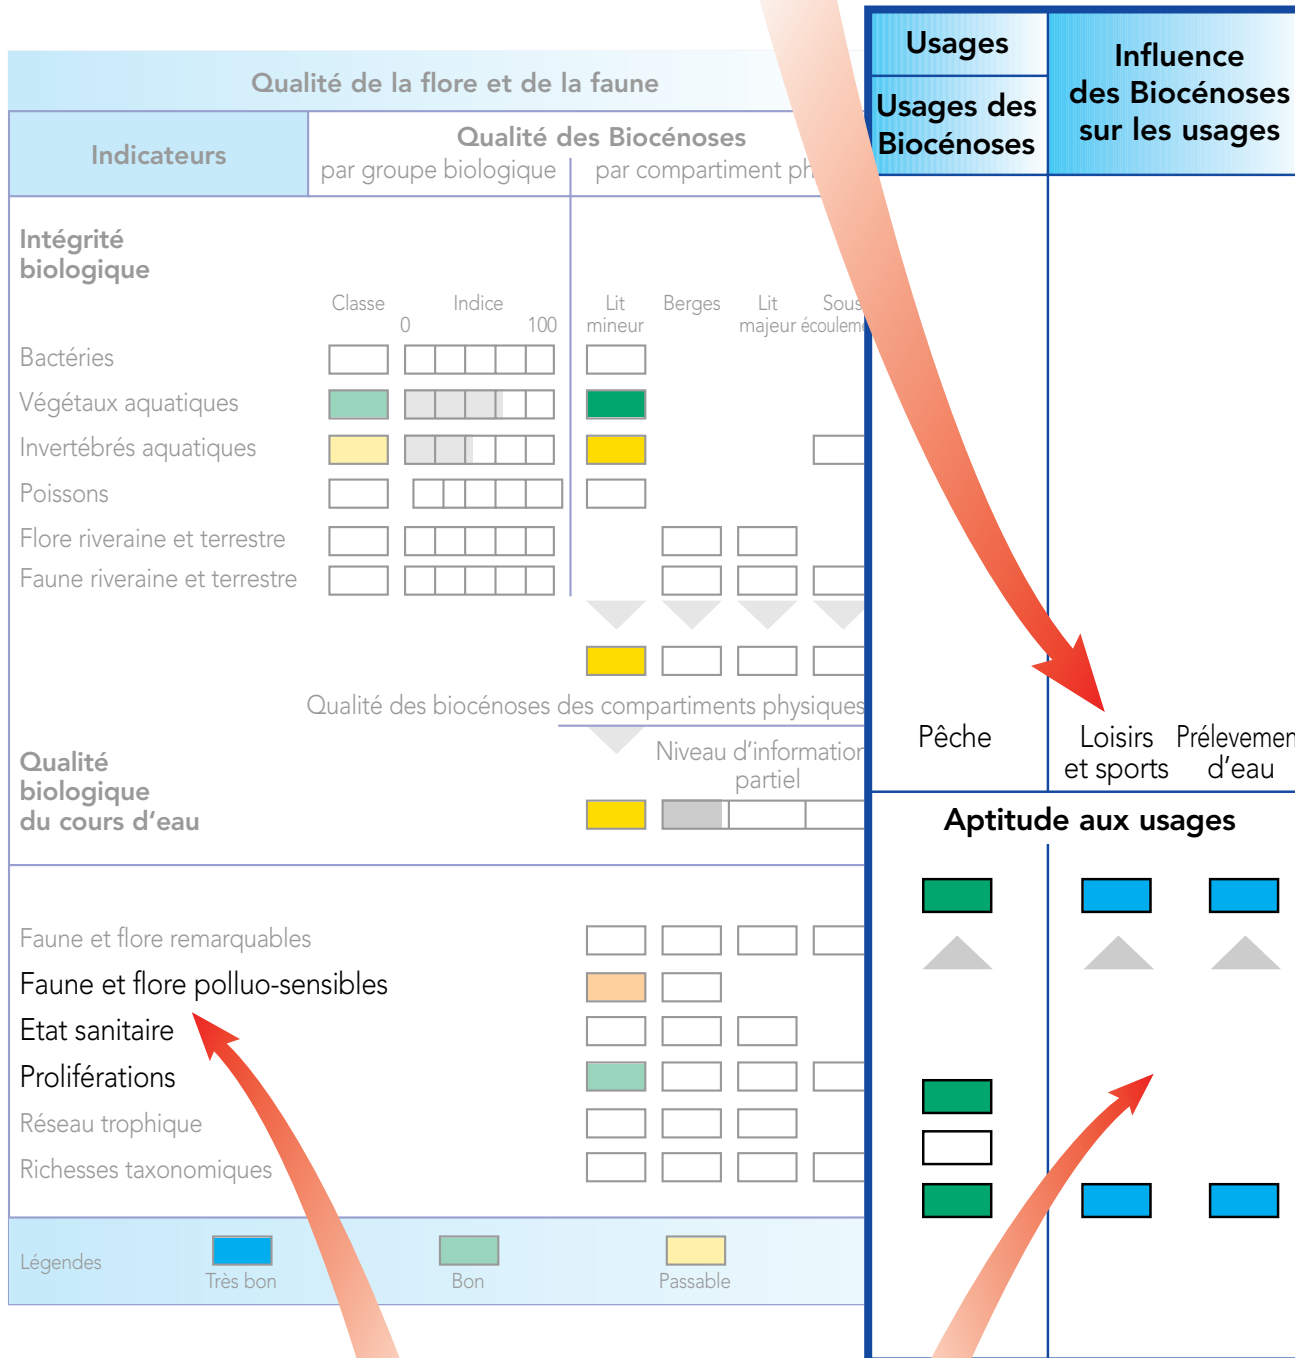 Qualité de la flore et de la faune
Indicateurs
Qualité des Biocénoses
par groupe biologique
par compartiment
Usages
Usages des
Biocénoses
Influence
des Biocénoses
sur les usages
Intégrité
biologique
Classe
Indice
0
100
Lit
mineur
Berges
Lit
majeur
Sous
Bactéries
Végétaux aquatiques
Invertébrés aquatiques
Poissons
Flore riveraine et terrestre
Faune riveraine et terrestre
Qualité des biocénoses des compartiments physiques
Qualité
biologique
du cours d'eau
Niveau d'information
partiel
Pêche
Loisirs
et sports
Prélevemen
d'eau
Aptitude aux usages
Faune et flore remarquables
Faune et flore polluo-sensibles
Etat sanitaire
Proliférations
Réseau trophique
Richesses taxonomiques
Légendes
Très bon
Bon
Passable